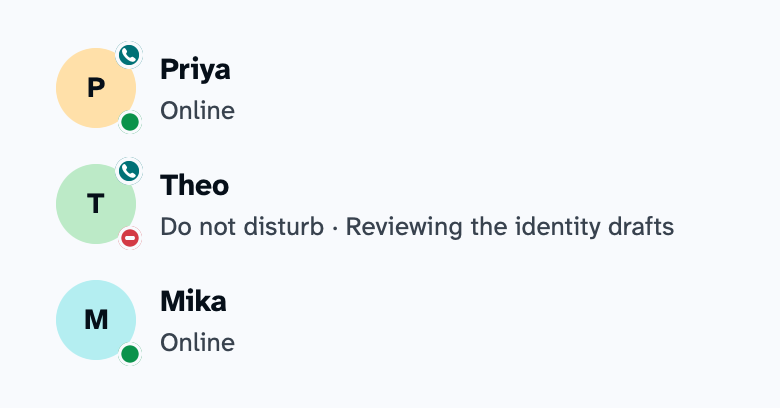 P
Priya
Online
T
Theo
Do not disturb · Reviewing the identity drafts
M
Mika
Online